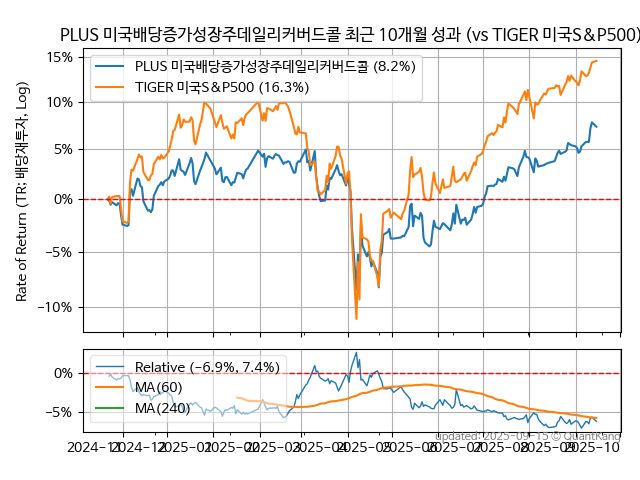 PLUS 미국배당증가성장주데일리커버드콜 최근 10개월 성과 (vs TIGER 미국S&P500)
15%
10%
5%
0%
−5%
−10%
Rate of Return (TR: 배당재투자, Log)
PLUS 미국배당증가성장주데일리커버드콜 (8.2%)
TIGER 미국S&P500 (16.3%)
0%
−5%
Relative (−6.9%, 7.4%)
MA(60)
MA(240)
updated: 2025-09-15 © QuantKang
2024-11
2024-12
2025-01
2025-02
2025-03
2025-04
2025-05
2025-06
2025-07
2025-08
2025-09
2025-10